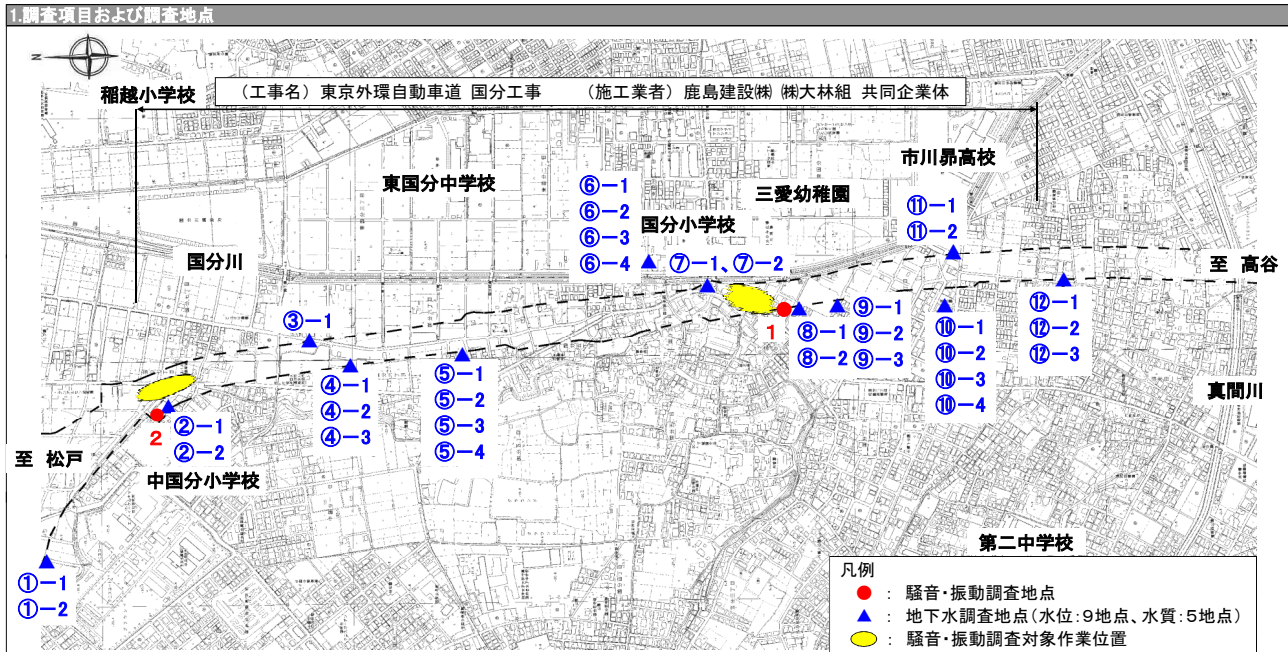 1.調査項目および調査地点
N
(工事名) 東京外環自動車道 国分工事 (施工業者) 鹿島建設㈱ ㈱大林組 共同企業体
稲越小学校
市川昴高校
東国分中学校
三愛幼稚園
⑥-1
⑥-2
⑥-3
⑥-4
国分小学校
⑦-1、⑦-2
⑪-1
⑪-2
国分川
至 高谷
③-1
1
⑧-1
⑧-2
⑨-1
⑨-2
⑨-3
⑩-1
⑩-2
⑩-3
⑩-4
⑫-1
⑫-2
⑫-3
④-1
④-2
④-3
⑤-1
⑤-2
⑤-3
⑤-4
真間川
2
②-1
②-2
至 松戸
中国分小学校
①-1
①-2
第二中学校
凡例
: 騒音・振動調査地点
: 地下水調査地点(水位:9地点、水質:5地点)
: 騒音・振動調査対象作業位置